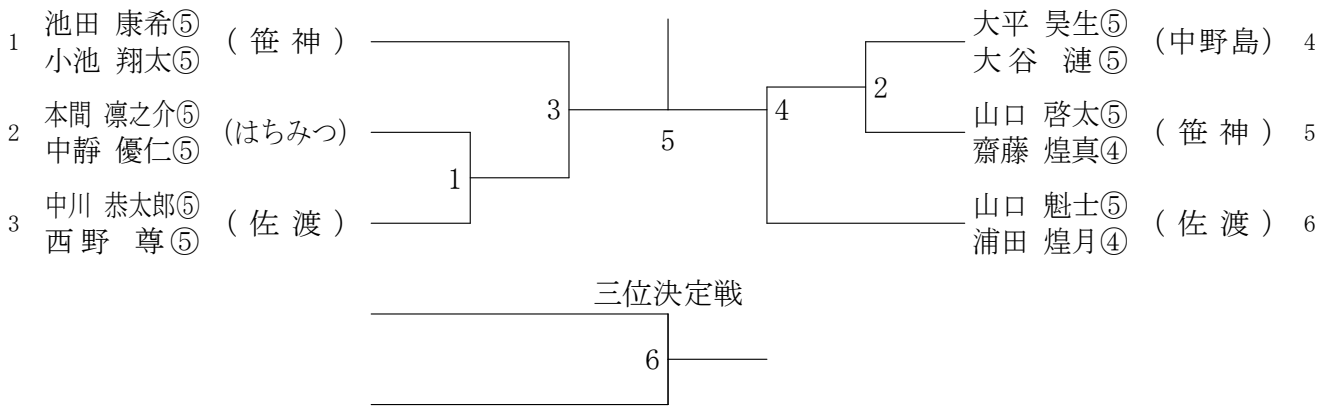 1 池田 康希⑤ (笹神)
小池 翔太⑤
2 本間 凛之介⑤ (はちみつ)
中靜 優仁⑤
3 中川 恭太郎⑤ (佐渡)
西野 尊⑤
1
3
5
4
2
大平 昊生⑤ (中野島) 4
大谷 漣⑤
山口 啓太⑤ (笹神) 5
齋藤 煌真④
山口 魁士⑤ (佐渡) 6
浦田 煌月④
三位決定戦
6